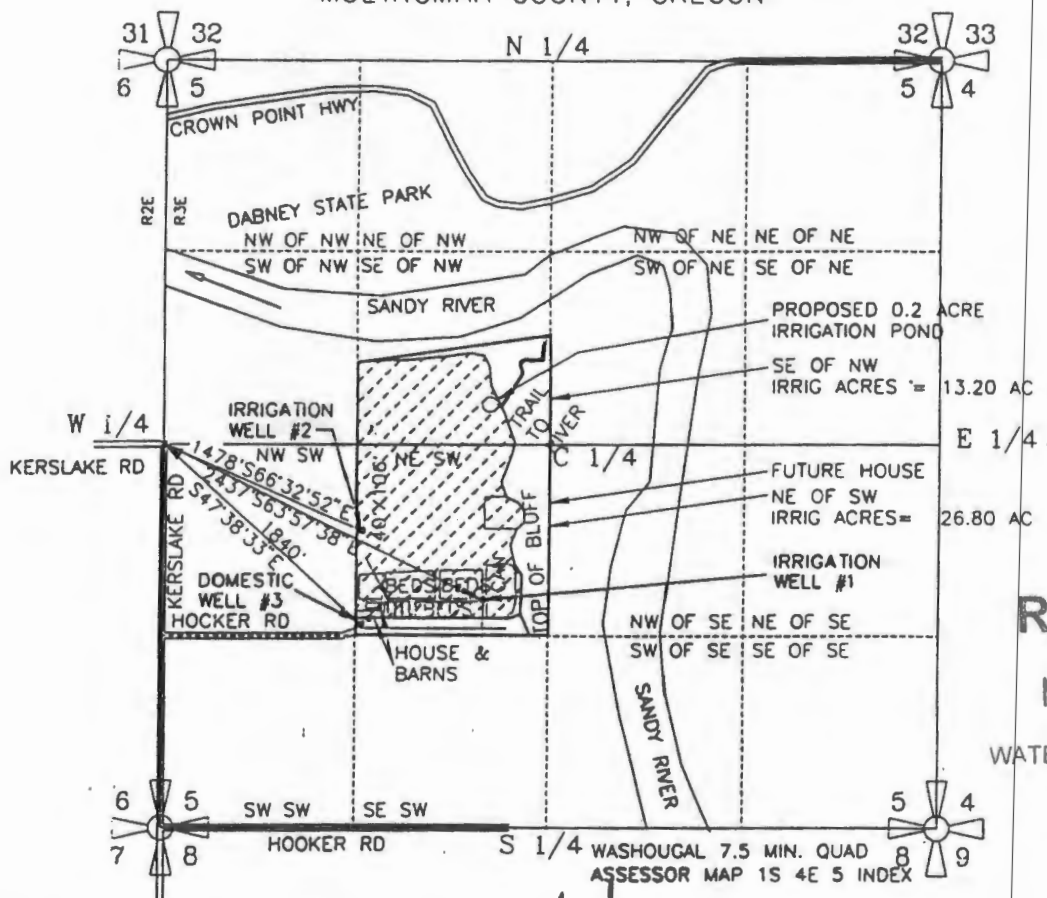 MULTNOMAH COUNTY, OREGON
31 32
6 5
N 1/4
32 33
5 4
CROWN POINT HWY
R2E R3E
DABNEY STATE PARK
NW OF NW NE OF NW
SW OF NW SE OF NW
NW OF NE NE OF NE
SW OF NE SE OF NE
SANDY RIVER
PROPOSED 0.2 ACRE
IRRIGATION POND
SE OF NW
IRRIG ACRES = 13.20 AC
TRAIL
TO
RIVER
IRRIGATION
WELL #2
W 1/4
KERSLAKE RD
NW SW
NE SW
C 1/4
E 1/4
1478'S66'32'52"E
2437'S63'57'38"E
1840'
S47'38'33"E
KERSLAKE RD
FUTURE HOUSE
NE OF SW
IRRIG ACRES= 26.80 AC
TOP OF BLUFF
IRRIGATION
WELL #1
BEDS BEDS
BEDS
DOMESTIC
WELL #3
HOCKER RD
HOUSE &
BARNS
NW OF SE NE OF SE
SW OF SE SE OF SE
SANDY RIVER
R
WATE
6 5
7 8
SW SW SE SW
HOOKER RD
S 1/4
5 4
8 9
WASHOUGAL 7.5 MIN. QUAD
ASSESSOR MAP 1S 4E 5 INDEX